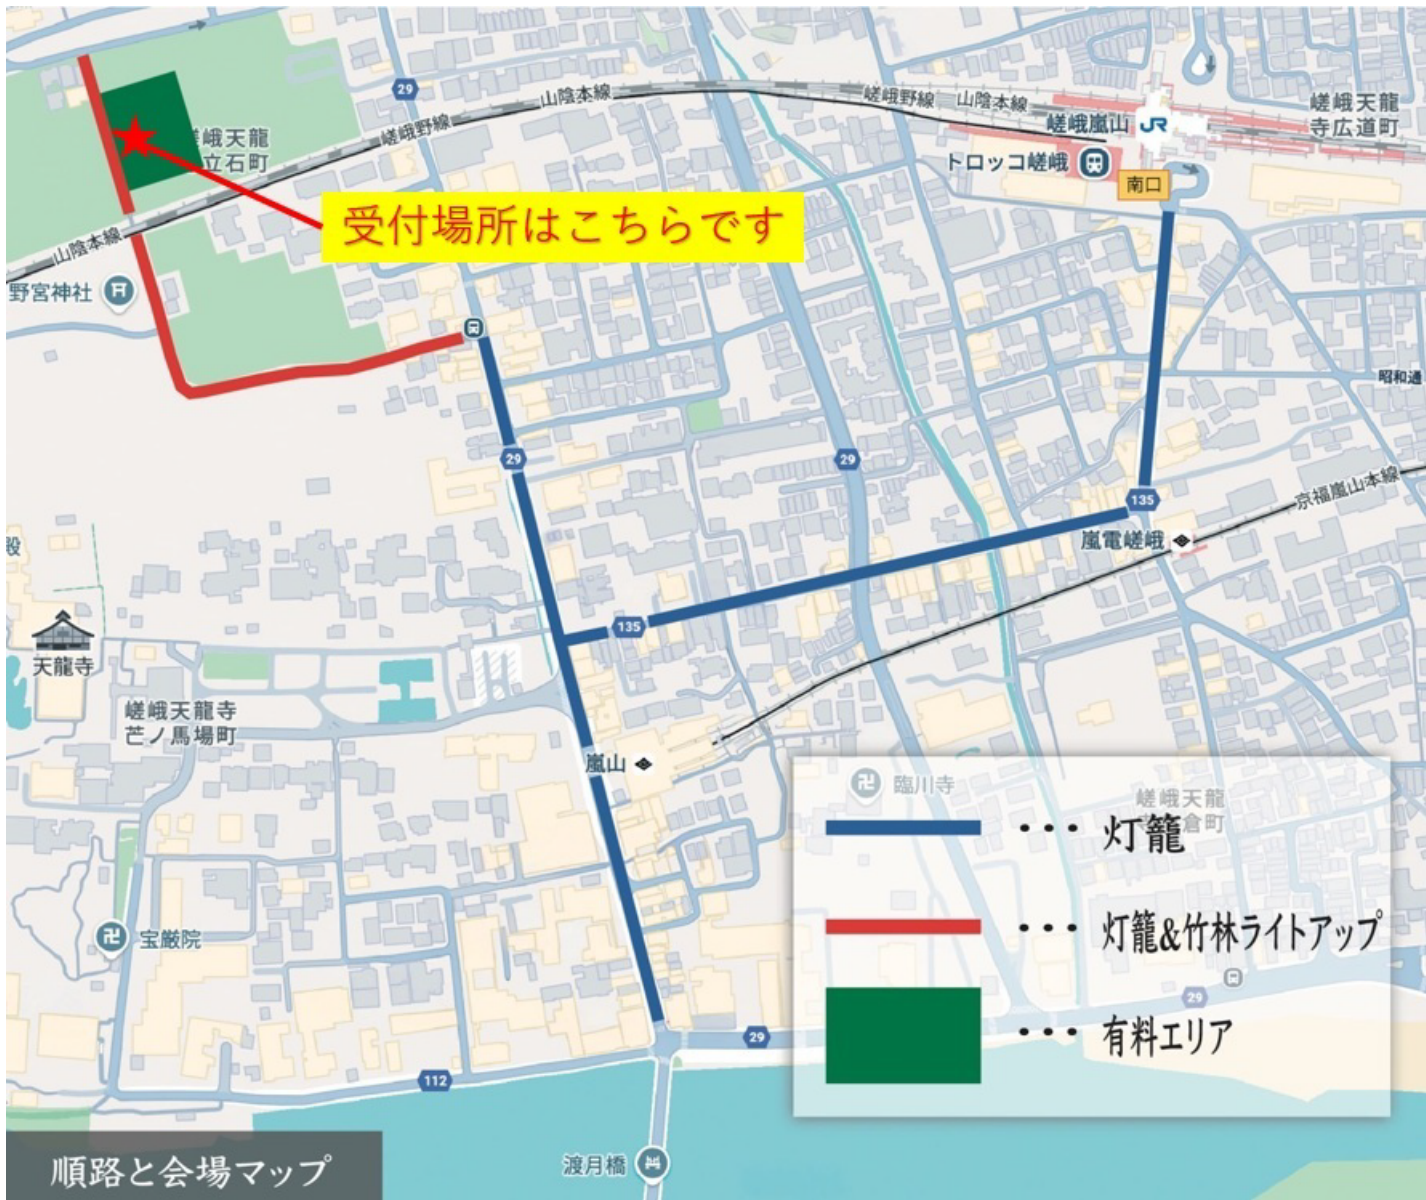 29
山陰本線
嵯峨野線
山陰本線
嵯峨天龍
寺広道町
嵯峨嵐山
JR
トロッコ嵯峨
南口
嵯峨野線
嵯峨天龍
立石町
受付場所はこちらです
山陰本線
野宮神社
昭和通
29
29
京福嵐山本線
135
嵐電嵯峨
殿
135
天龍寺
嵯峨天龍寺
芒ノ馬場町
嵐山
臨川寺
嵯峨天龍
倉町
・・・ 灯籠
宝厳院
・・・ 灯籠&竹林ライトアップ
29
・・・ 有料エリア
29
112
渡月橋
順路と会場マップ